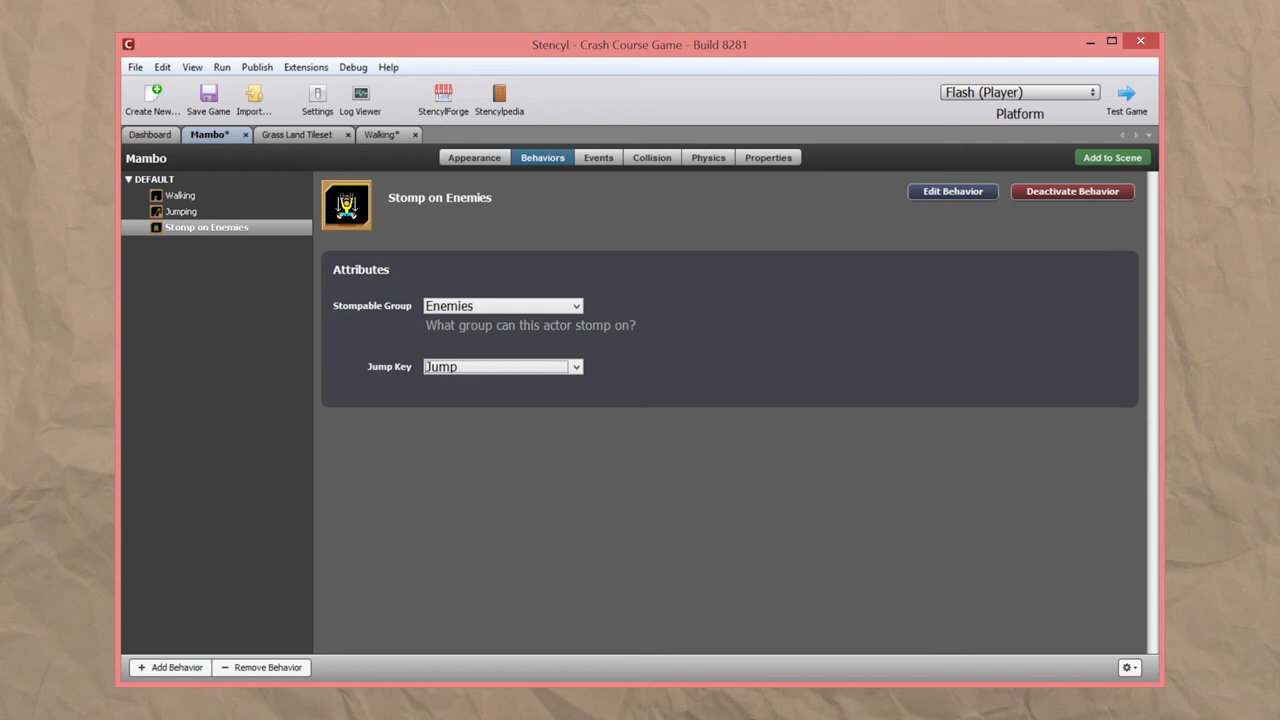 Stencyl - Crash Course Game - Build 8281
File Edit View Run Publish Extensions Debug Help
Create New... Save Game Import... Settings Log Viewer StencylForge Stencylpedia Flash (Player) Platform Test Game
Dashboard Mambo* × Grass Land Tileset × Walking* ×
Mambo Appearance Behaviors Events Collision Physics Properties Add to Scene
DEFAULT
Walking
Jumping
Stomp on Enemies
Stomp on Enemies Edit Behavior Deactivate Behavior
Attributes
Stompable Group Enemies
What group can this actor stomp on?
Jump Key Jump
+ Add Behavior − Remove Behavior